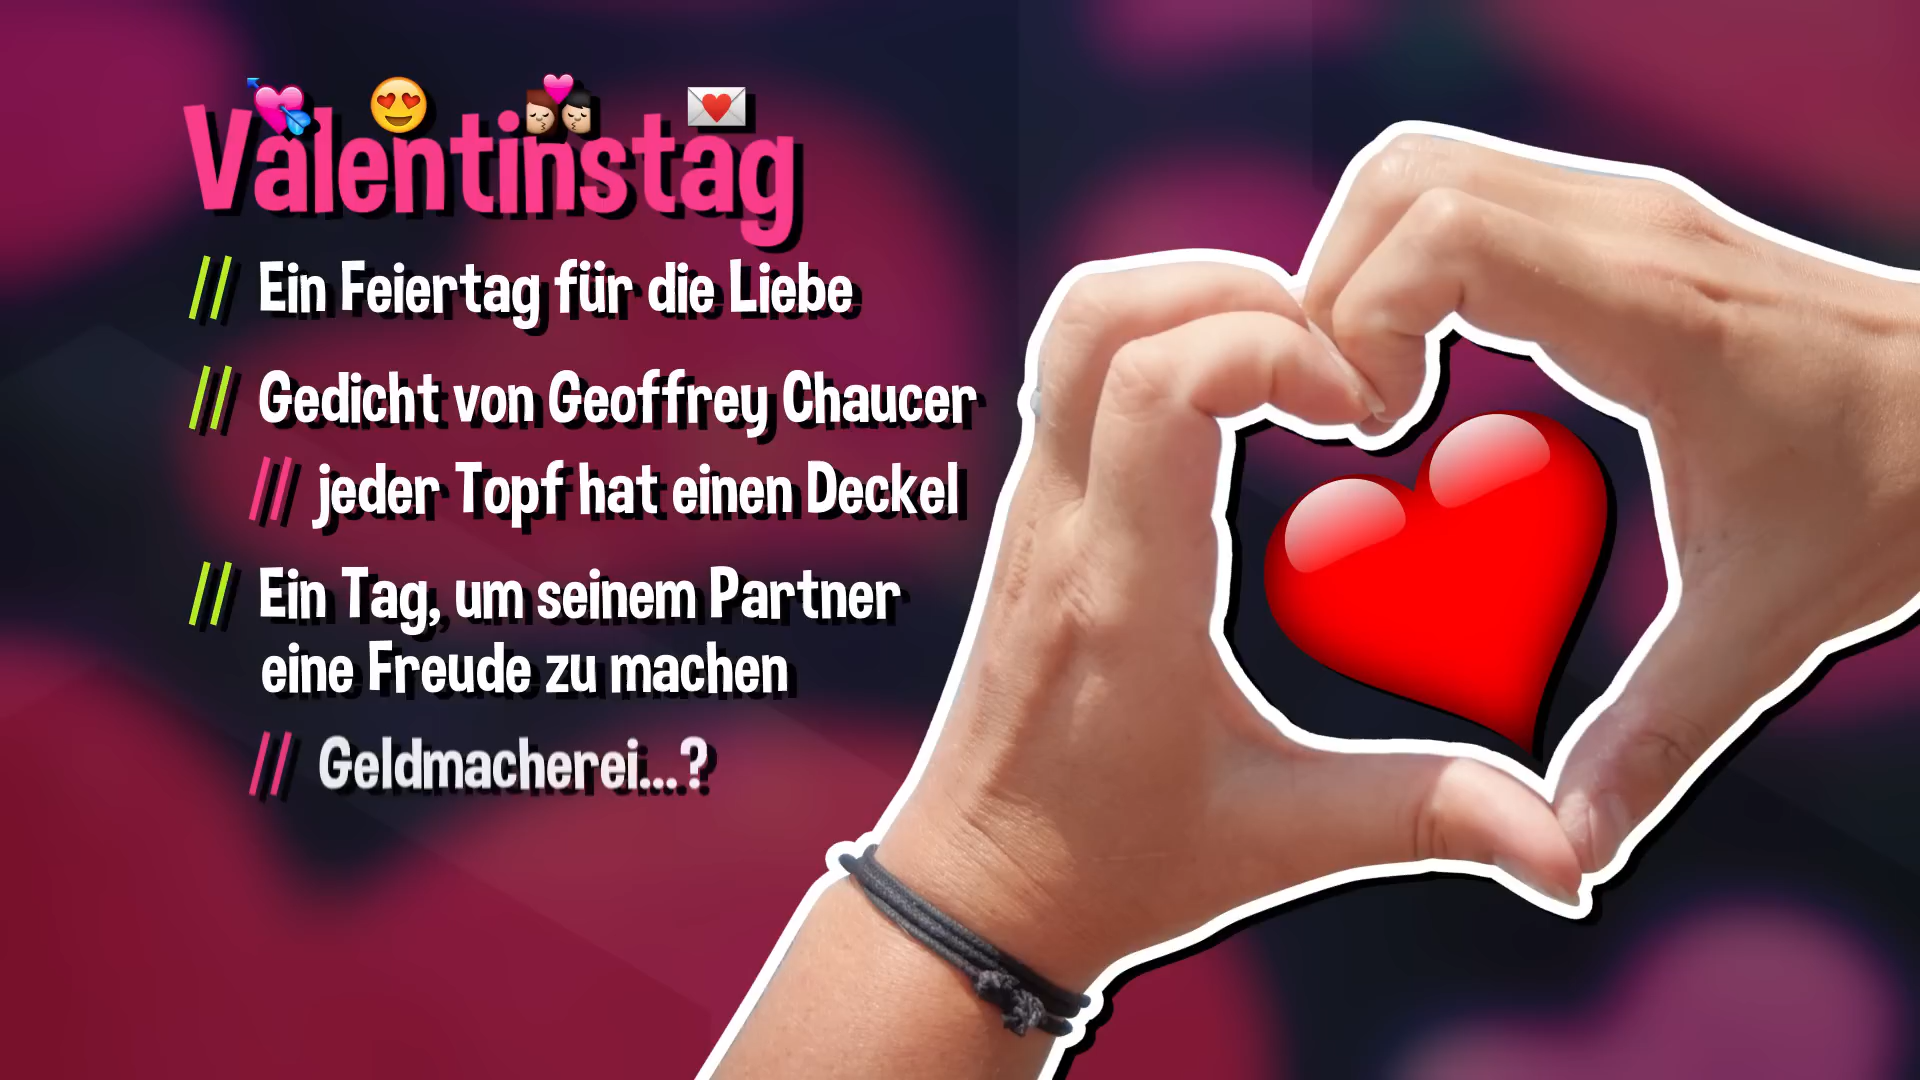 Valentinstag
// Ein Feiertag für die Liebe
// Gedicht von Geoffrey Chaucer
// jeder Topf hat einen Deckel
// Ein Tag, um seinem Partner
eine Freude zu machen
// Geldmacherei...?